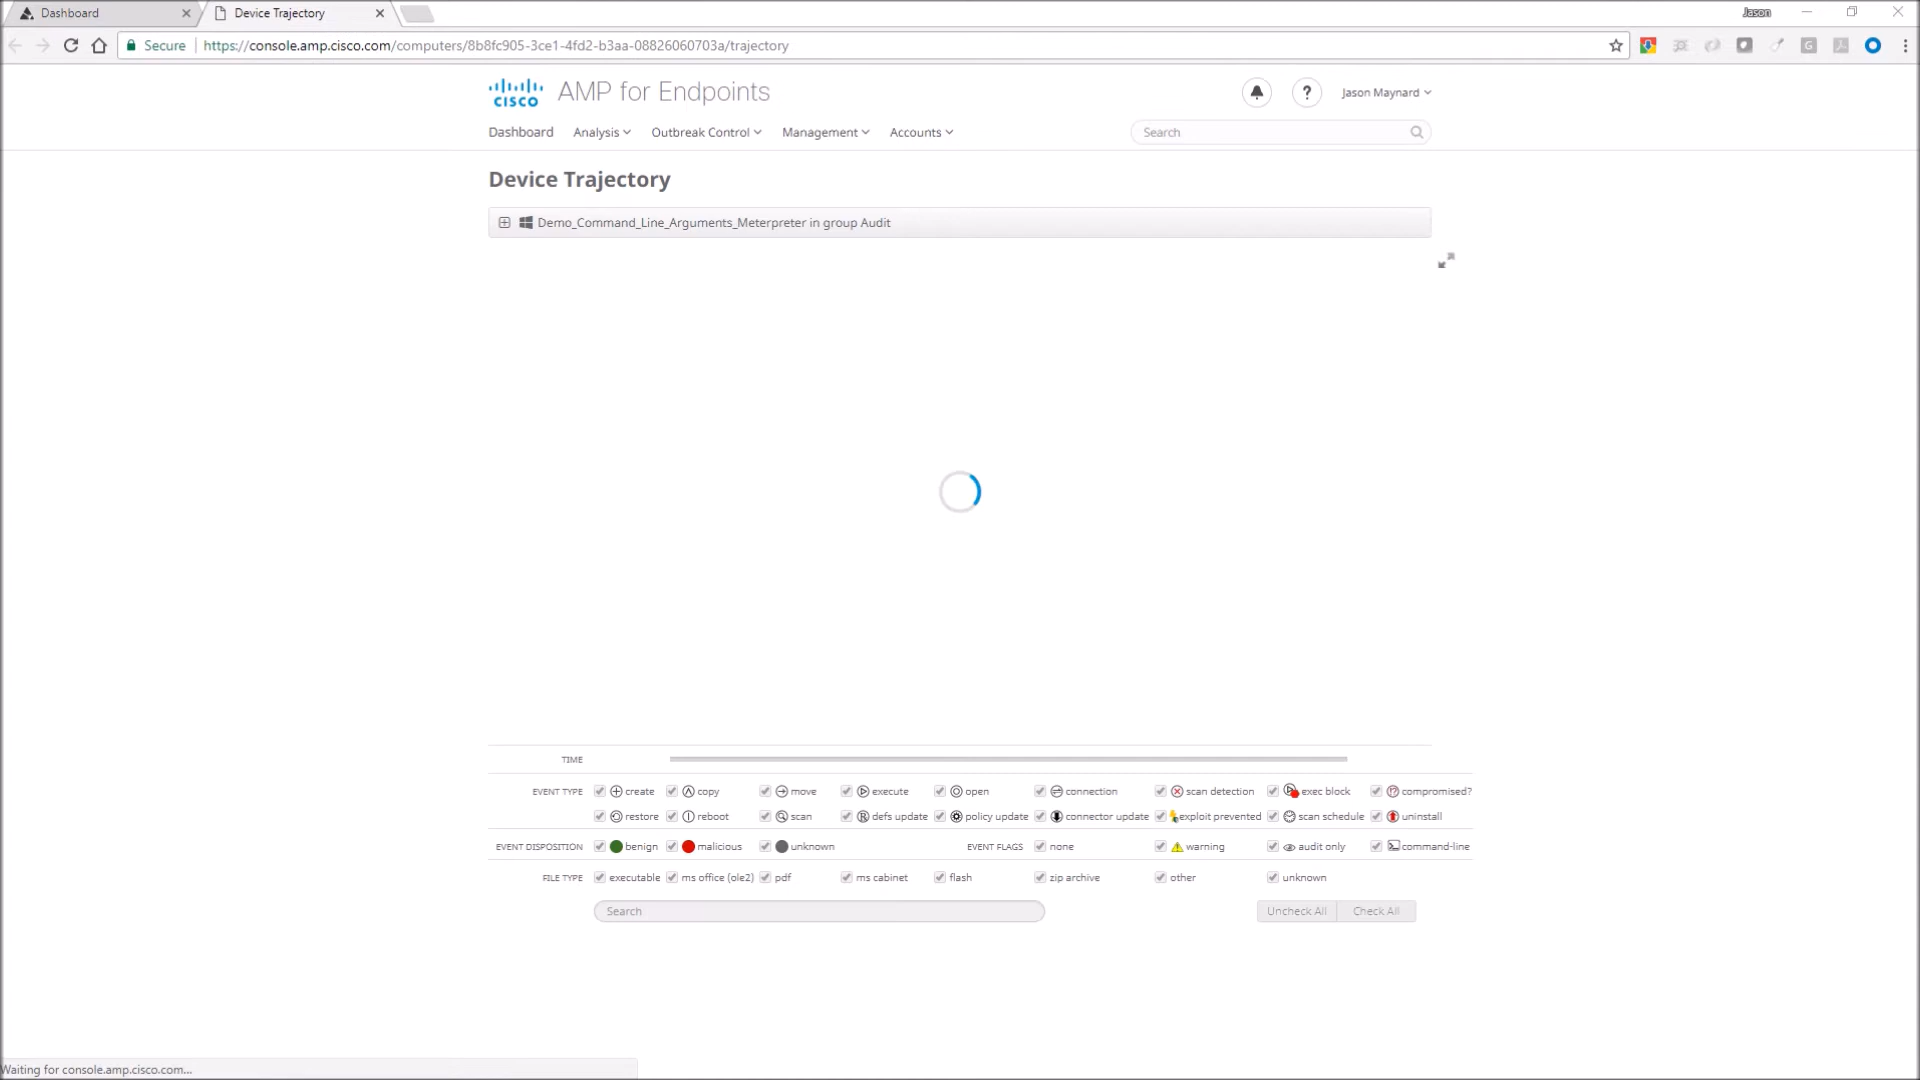 Dashboard
Device Trajectory
Jason
Secure
https://console.amp.cisco.com/computers/8b8fc905-3ce1-4fd2-b3aa-08826060703a/trajectory
cisco AMP for Endpoints
? Jason Maynard
Dashboard Analysis Outbreak Control Management Accounts Search
Device Trajectory
Demo_Command_Line_Arguments_Meterpreter in group Audit
TIME
EVENT TYPE create copy move execute open connection scan detection exec block compromised?
restore reboot scan defs update policy update connector update exploit prevented scan schedule uninstall
EVENT DISPOSITION benign malicious unknown EVENT FLAGS none warning audit only command-line
FILE TYPE executable ms office (ole2) pdf ms cabinet flash zip archive other unknown
Search Uncheck All Check All
Waiting for console.amp.cisco.com...